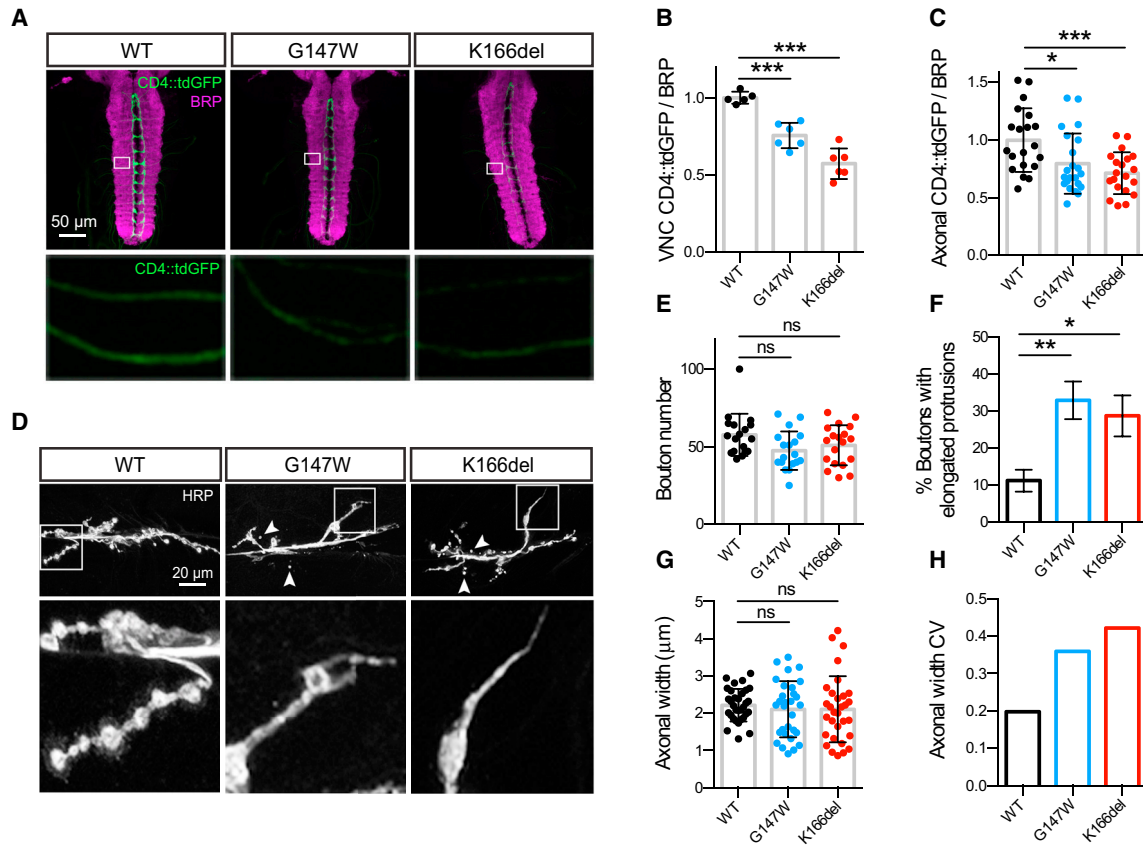 A
WT G147W K166del
CD4::tdGFP
BRP
50 µm
CD4::tdGFP
B
VNC CD4::tdGFP / BRP
***
***
1.0
0.5
0.0
WT G147W K166del
C
Axonal CD4::tdGFP / BRP
***
*
1.5
1.0
0.5
0.0
WT G147W K166del
D
WT G147W K166del
HRP
20 µm
E
Bouton number
ns
ns
100
50
0
WT G147W K166del
F
% Boutons with
elongated protrusions
*
**
50
40
30
20
10
0
WT G147W K166del
G
Axonal width (µm)
ns
ns
5
4
3
2
1
0
WT G147W K166del
H
Axonal width CV
0.5
0.4
0.3
0.2
0.1
0.0
WT G147W K166del